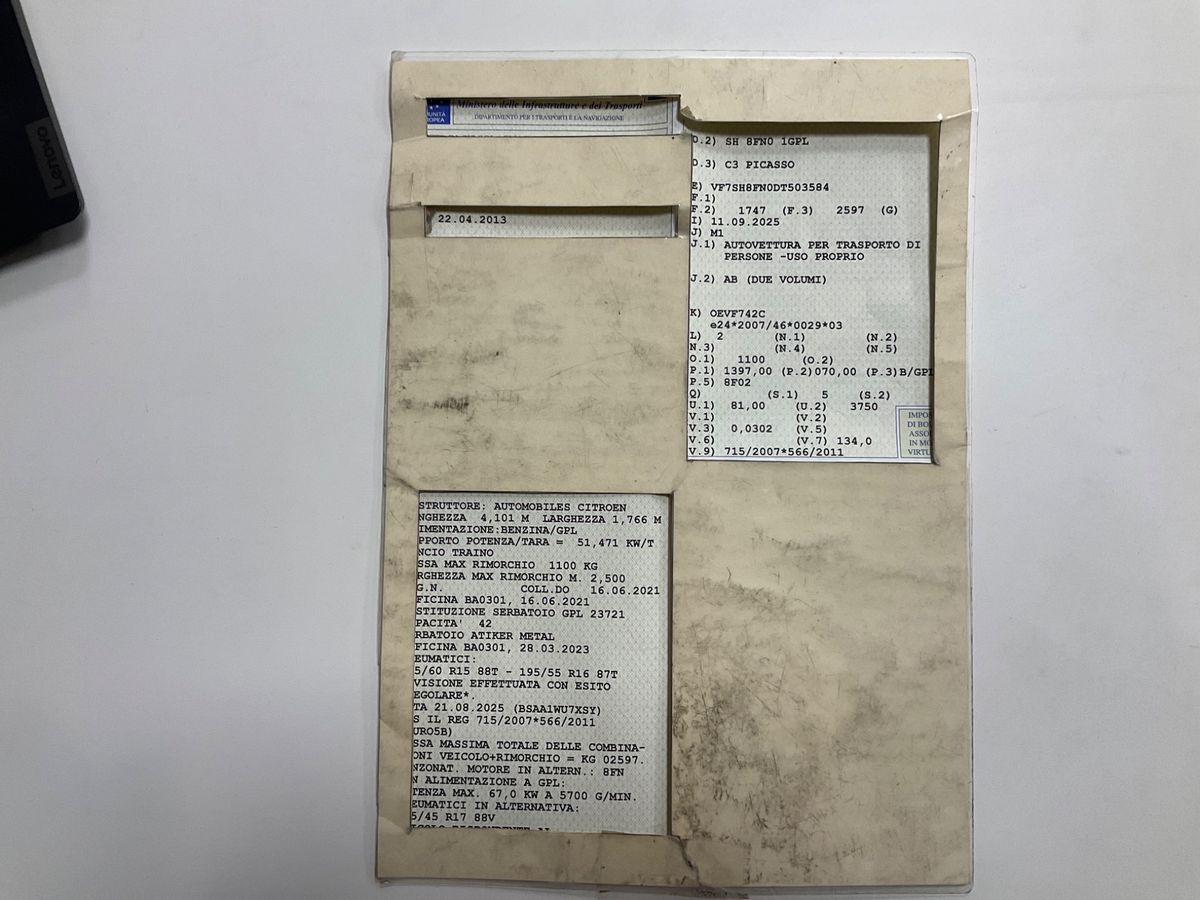 Lenovo
UNITÀ
OPEA
Ministero delle Infrastrutture e dei Trasporti
DIPARTIMENTO PER I TRASPORTI E LA NAVIGAZIONE
22.04.2013
D.2) SH 8FN0 1GPL
D.3) C3 PICASSO
E) VF7SH8FN0DT503584
F.1)
F.2) 1747 (F.3) 2597 (G)
I) 11.09.2025
J) M1
J.1) AUTOVETTURA PER TRASPORTO DI
PERSONE -USO PROPRIO
J.2) AB (DUE VOLUMI)
K) OEVF742C
e24*2007/46*0029*03
L) 2 (N.1) (N.2)
N.3) (N.4) (N.5)
O.1) 1100 (O.2)
P.1) 1397,00 (P.2)070,00 (P.3)B/GPL
P.5) 8F02
Q) (S.1) 5 (S.2)
U.1) 81,00 (U.2) 3750
V.1) (V.2)
V.3) 0,0302 (V.5)
V.6) (V.7) 134,0
V.9) 715/2007*566/2011
IMPOS
DI BO
ASSO
IN MO
VIRTU
STRUTTORE: AUTOMOBILES CITROEN
NGHEZZA 4,101 M LARGHEZZA 1,766 M
IMENTAZIONE:BENZINA/GPL
PPORTO POTENZA/TARA = 51,471 KW/T
NCIO TRAINO
SSA MAX RIMORCHIO 1100 KG
RGHEZZA MAX RIMORCHIO M. 2,500
G.N. COLL.DO 16.06.2021
FICINA BA0301, 16.06.2021
STITUZIONE SERBATOIO GPL 23721
PACITA' 42
RBATOIO ATIKER METAL
FICINA BA0301, 28.03.2023
EUMATICI:
5/60 R15 88T - 195/55 R16 87T
VISIONE EFFETTUATA CON ESITO
EGOLARE*.
TA 21.08.2025 (BSAA1WU7XSY)
S IL REG 715/2007*566/2011
URO5B)
SSA MASSIMA TOTALE DELLE COMBINA-
ONI VEICOLO+RIMORCHIO = KG 02597.
NZONAT. MOTORE IN ALTERN.: 8FN
N ALIMENTAZIONE A GPL:
TENZA MAX. 67,0 KW A 5700 G/MIN.
EUMATICI IN ALTERNATIVA:
5/45 R17 88V